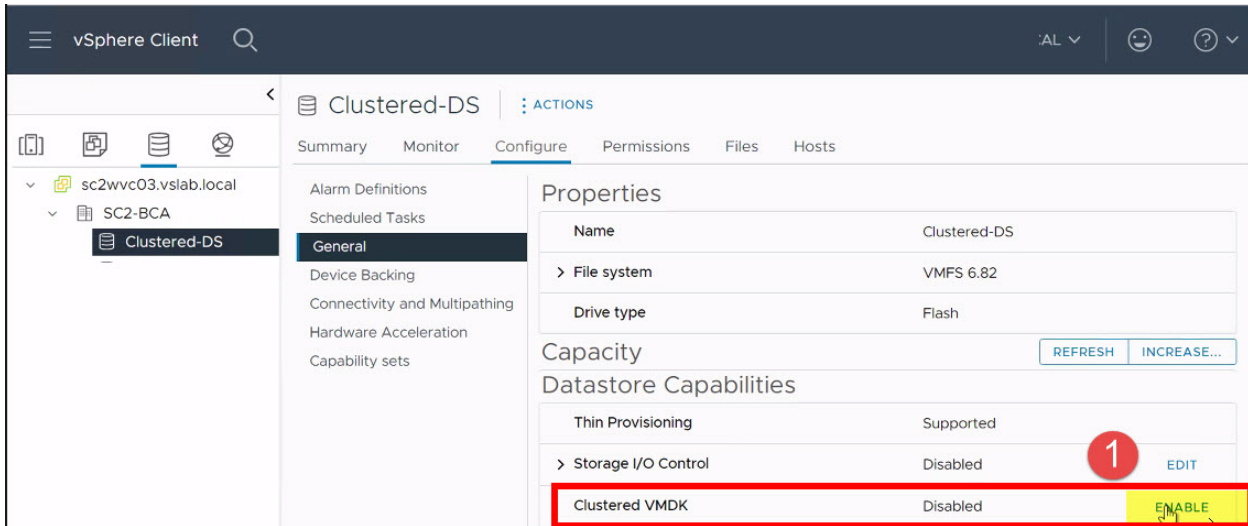 vSphere Client
:AL
Clustered-DS
ACTIONS
Summary Monitor Configure Permissions Files Hosts
sc2wvc03.vslab.local
SC2-BCA
Clustered-DS
Alarm Definitions
Scheduled Tasks
General
Device Backing
Connectivity and Multipathing
Hardware Acceleration
Capability sets
Properties
Name Clustered-DS
File system VMFS 6.82
Drive type Flash
Capacity REFRESH INCREASE...
Datastore Capabilities
Thin Provisioning Supported
Storage I/O Control Disabled 1 EDIT
Clustered VMDK Disabled ENABLE